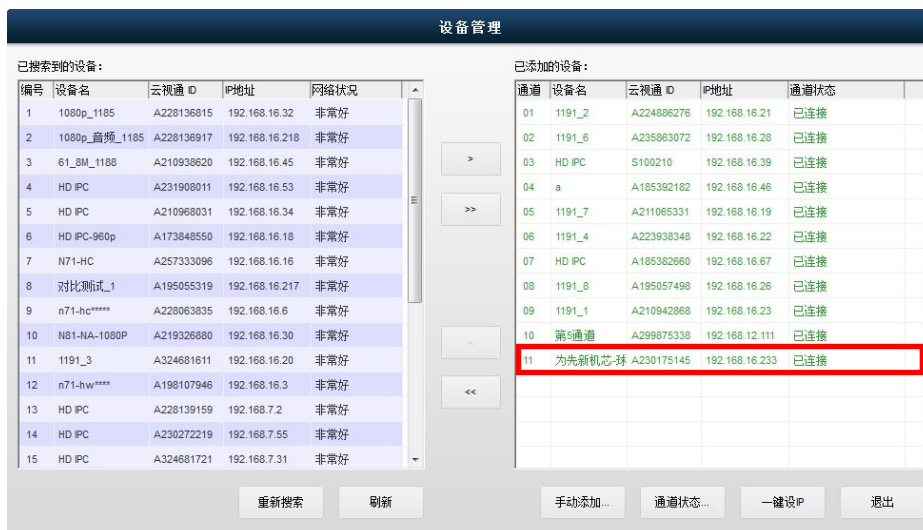 设备管理
已搜索到的设备：
编号 设备名 云视通 ID IP地址 网络状况
1 1080p_1185 A228136815 192.168.16.32 非常好
2 1080p_音频_1185 A228136917 192.168.16.218 非常好
3 61_8M_1188 A210938620 192.168.16.45 非常好
4 HD IPC A231908011 192.168.16.53 非常好
5 HD IPC A210968031 192.168.16.34 非常好
6 HD IPC-960p A173848550 192.168.16.18 非常好
7 N71-HC A257333096 192.168.16.16 非常好
8 对比测试_1 A195055319 192.168.16.217 非常好
9 n71-hc***** A228063835 192.168.16.6 非常好
10 N81-NA-1080P A219326880 192.168.16.30 非常好
11 1191_3 A324681611 192.168.16.20 非常好
12 n71-hw**** A198107946 192.168.16.3 非常好
13 HD IPC A228139159 192.168.7.2 非常好
14 HD IPC A230272219 192.168.7.55 非常好
15 HD IPC A324681721 192.168.7.31 非常好
重新搜索 刷新
>
>>
<
<<
已添加的设备：
通道 设备名 云视通 ID IP地址 通道状态
01 1191_2 A224886276 192.168.16.21 已连接
02 1191_6 A235863072 192.168.16.28 已连接
03 HD IPC S100210 192.168.16.39 已连接
04 a A185392182 192.168.16.46 已连接
05 1191_7 A211065331 192.168.16.19 已连接
06 1191_4 A223938348 192.168.16.22 已连接
07 HD IPC A185382660 192.168.16.67 已连接
08 1191_8 A195057498 192.168.16.26 已连接
09 1191_1 A210942868 192.168.16.23 已连接
10 第5通道 A299875338 192.168.12.111 已连接
11 为先新机芯-球 A230175145 192.168.16.233 已连接
手动添加... 通道状态... 一键设IP 退出